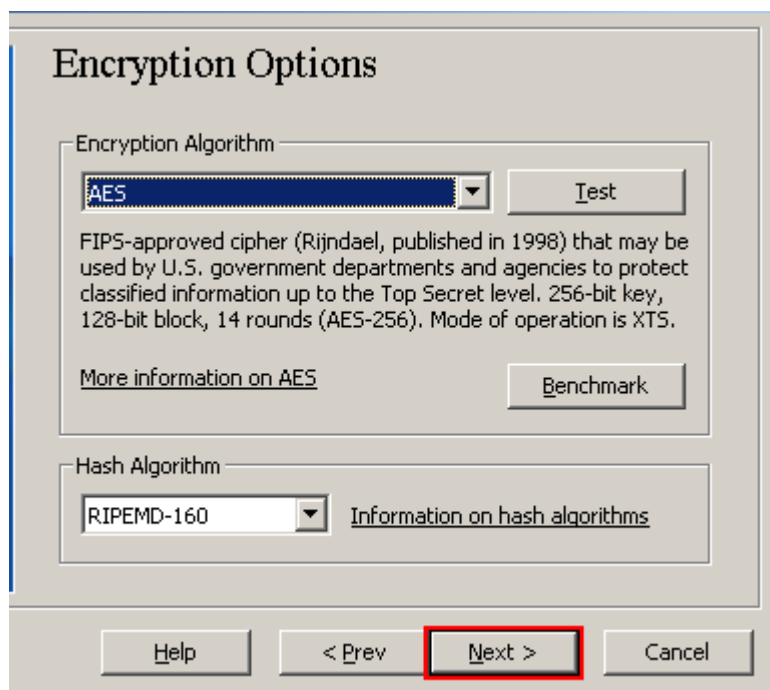 Encryption Options
Encryption Algorithm
AES
Test
FIPS-approved cipher (Rijndael, published in 1998) that may be
used by U.S. government departments and agencies to protect
classified information up to the Top Secret level. 256-bit key,
128-bit block, 14 rounds (AES-256). Mode of operation is XTS.
More information on AES
Benchmark
Hash Algorithm
RIPEMD-160
Information on hash algorithms
Help
< Prev
Next >
Cancel